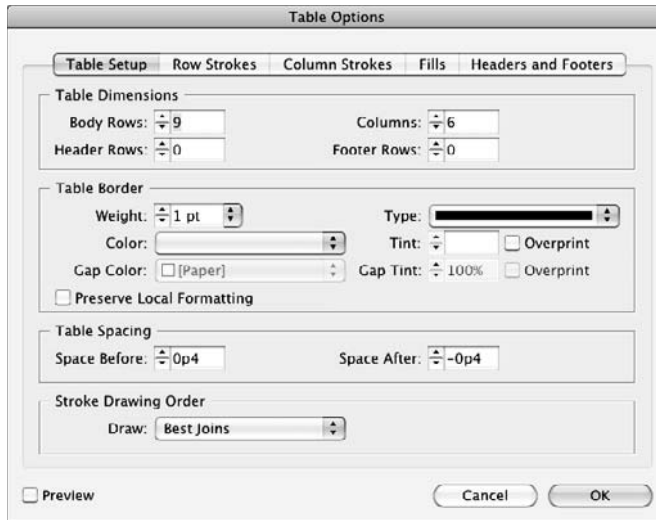 Table Options
Table Setup Row Strokes Column Strokes Fills Headers and Footers
Table Dimensions
Body Rows: 9 Columns: 6
Header Rows: 0 Footer Rows: 0
Table Border
Weight: 1 pt Type:
Color: Tint: Overprint
Gap Color: [Paper] Gap Tint: 100% Overprint
Preserve Local Formatting
Table Spacing
Space Before: 0p4 Space After: -0p4
Stroke Drawing Order
Draw: Best Joins
Preview Cancel OK